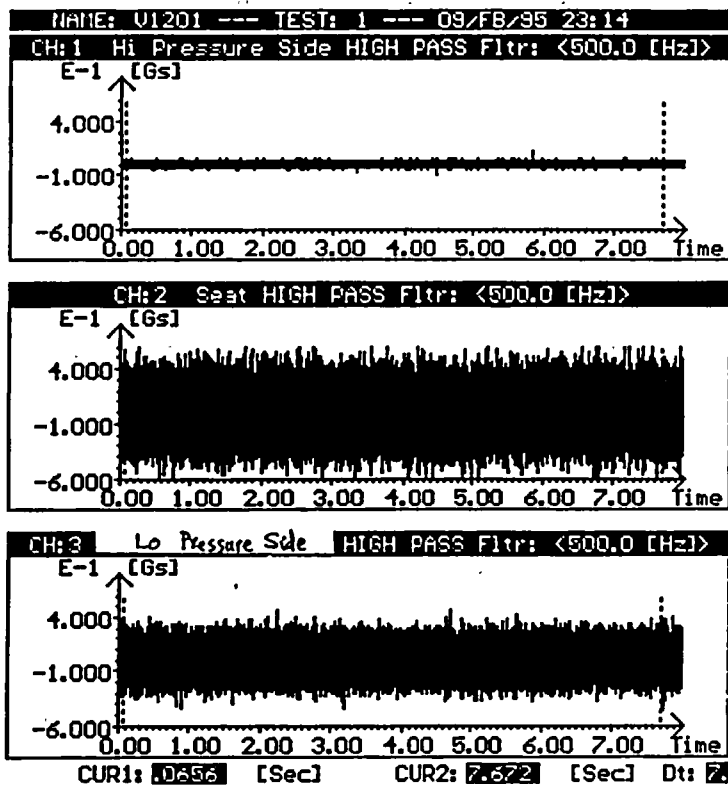 NAME: V1201 --- TEST: 1 --- 09/FB/95 23:14
CH:1 Hi Pressure Side HIGH PASS Fltr: <500.0 [Hz]>
E-1 [Gs]
4.000
-1.000
-6.000
0.00 1.00 2.00 3.00 4.00 5.00 6.00 7.00 Time
CH:2 Seat HIGH PASS Fltr: <500.0 [Hz]>
E-1 [Gs]
4.000
-1.000
-6.000
0.00 1.00 2.00 3.00 4.00 5.00 6.00 7.00 Time
CH:3 Lo Pressure Side HIGH PASS Fltr: <500.0 [Hz]>
E-1 [Gs]
4.000
-1.000
-6.000
0.00 1.00 2.00 3.00 4.00 5.00 6.00 7.00 Time
CUR1: .0656 [Sec] CUR2: 7.672 [Sec] Dt: 7.